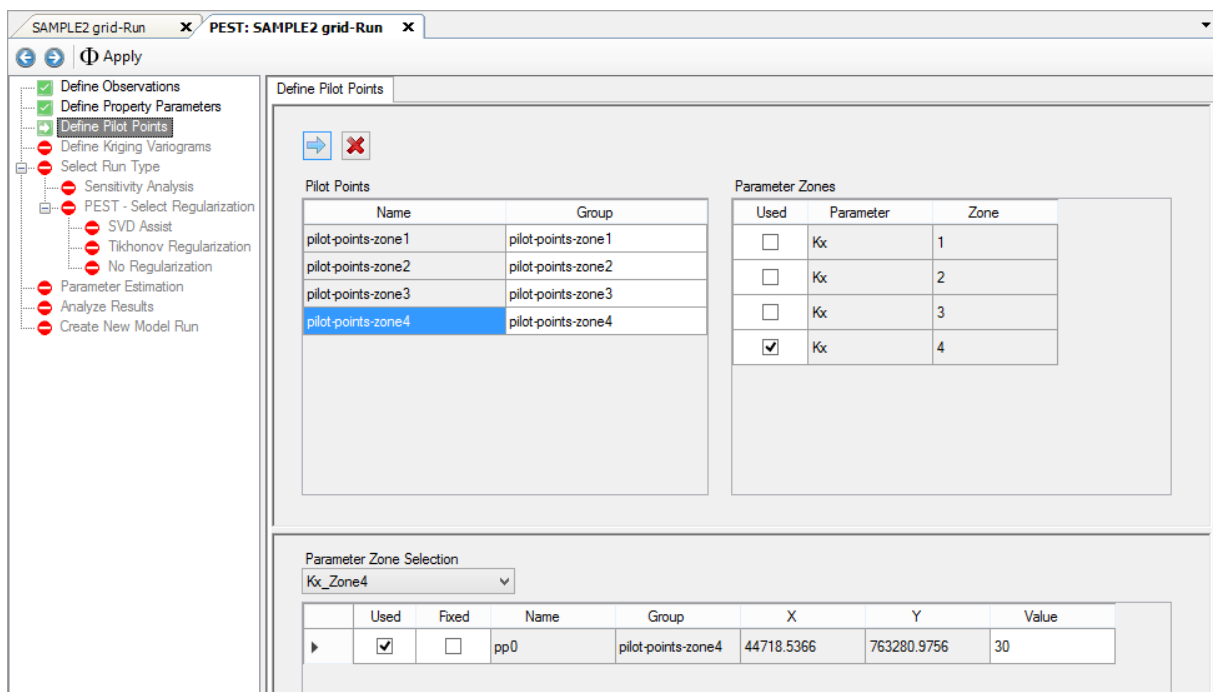 SAMPLE2 grid-Run x PEST: SAMPLE2 grid-Run x
Φ Apply
Define Observations
Define Property Parameters
Define Pilot Points
Define Kriging Variograms
Select Run Type
Sensitivity Analysis
PEST - Select Regularization
SVD Assist
Tikhonov Regularization
No Regularization
Parameter Estimation
Analyze Results
Create New Model Run
Define Pilot Points
Pilot Points
Name Group
pilot-points-zone1 pilot-points-zone1
pilot-points-zone2 pilot-points-zone2
pilot-points-zone3 pilot-points-zone3
pilot-points-zone4 pilot-points-zone4
Parameter Zones
Used Parameter Zone
Kx 1
Kx 2
Kx 3
Kx 4
Parameter Zone Selection
Kx_Zone4
Used Fixed Name Group X Y Value
pp0 pilot-points-zone4 44718.5366 763280.9756 30